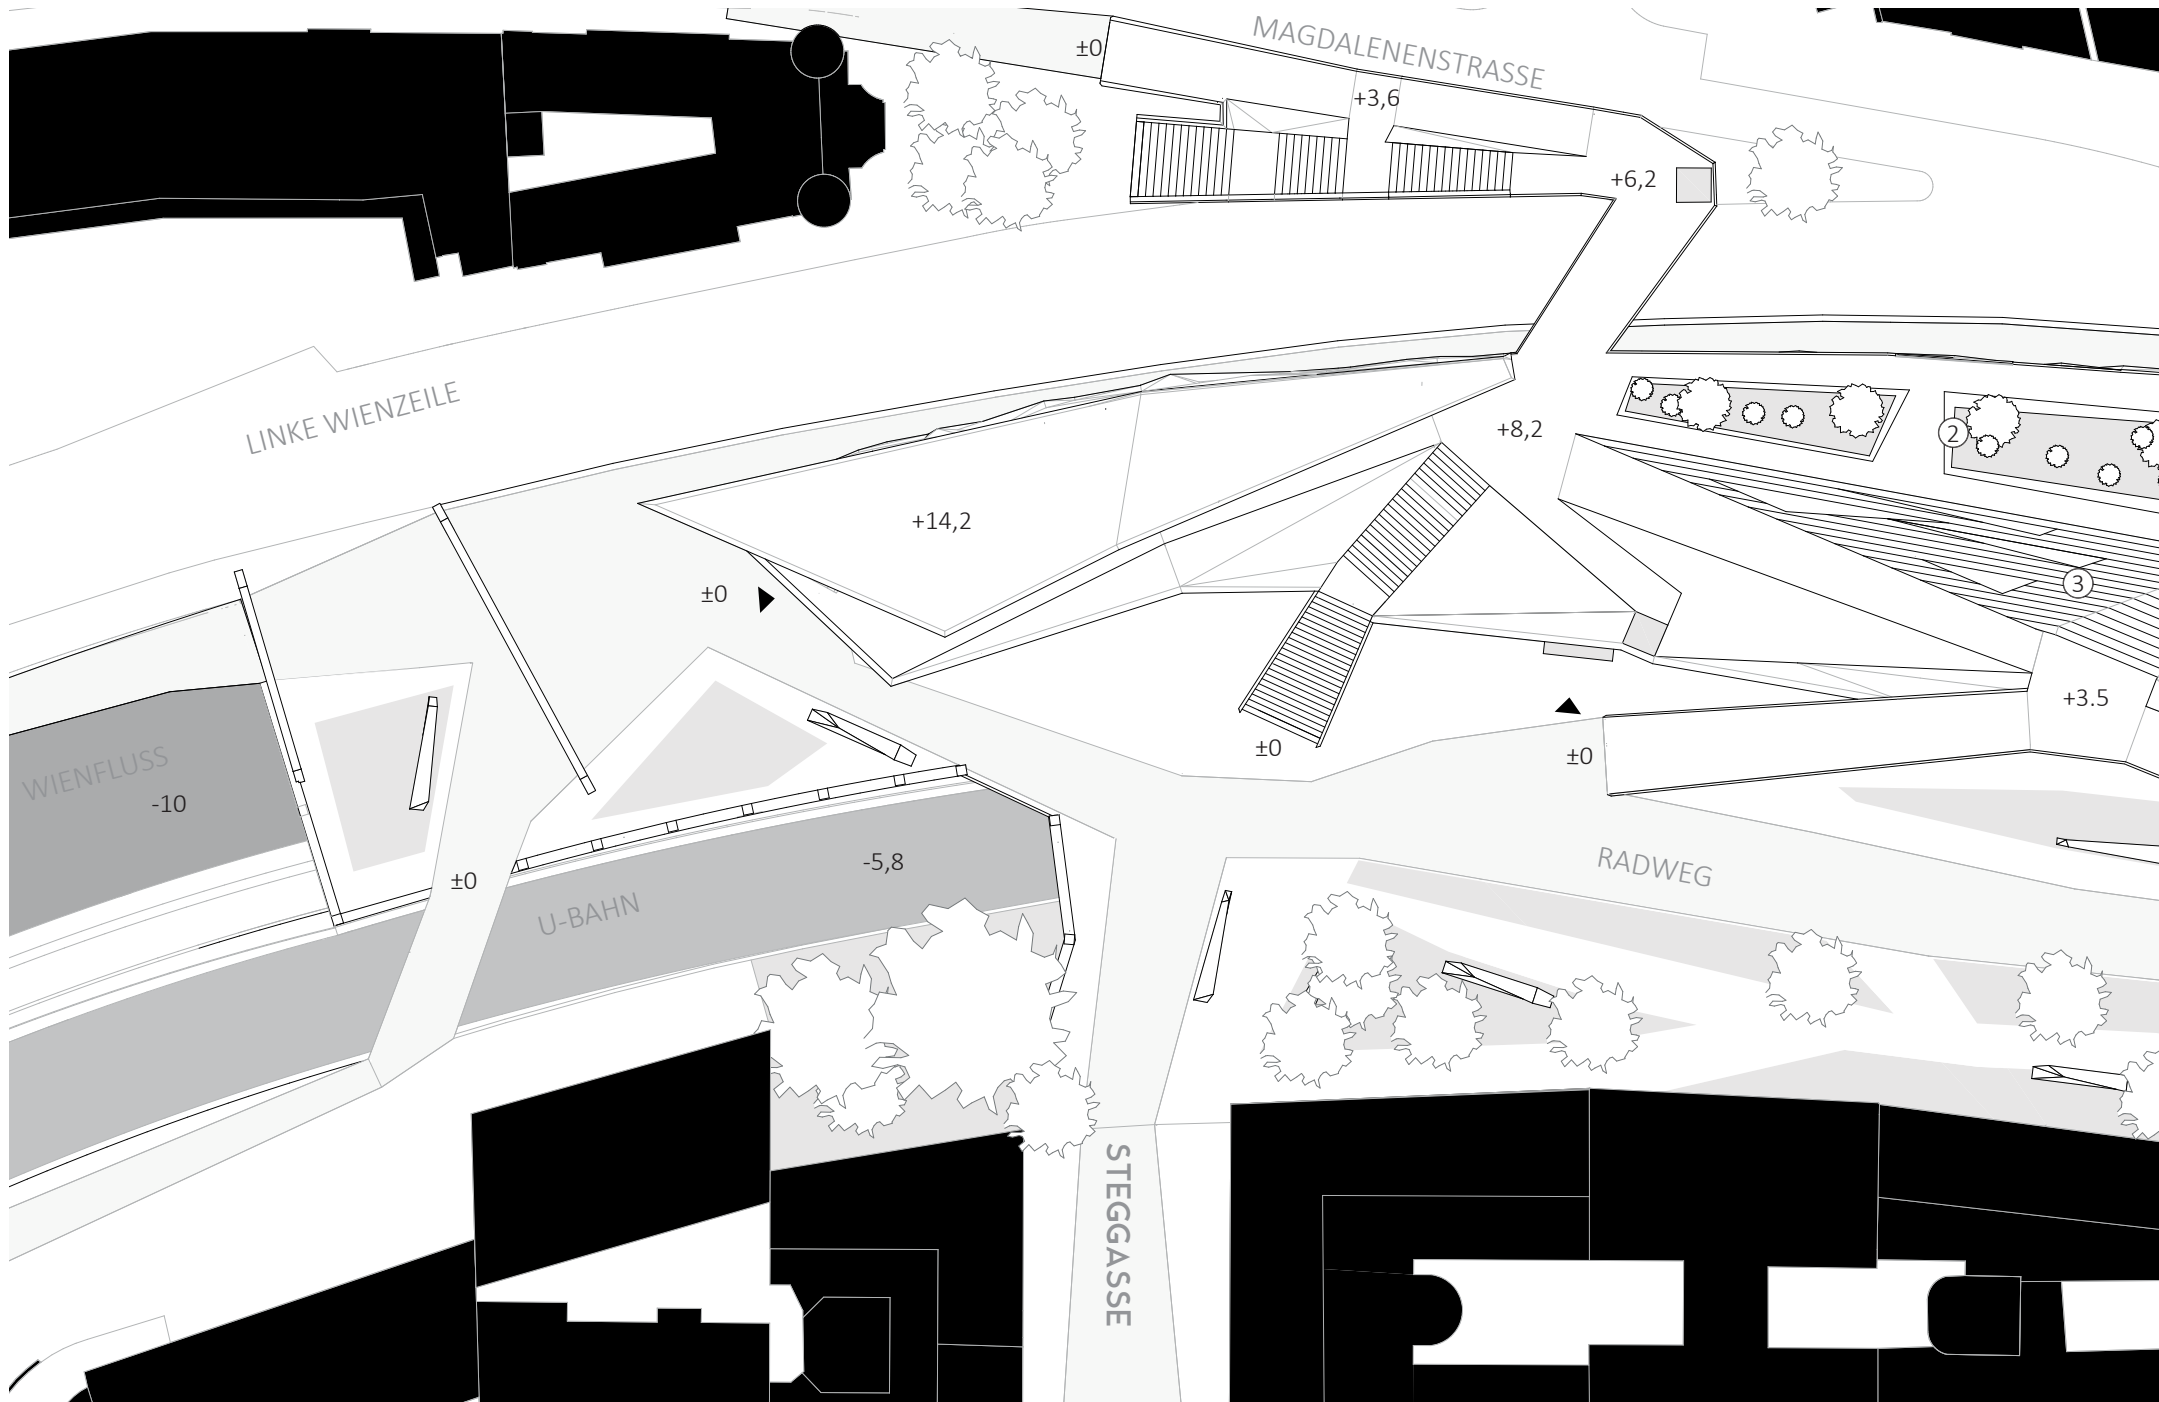 MAGDALENENSTRASSE
±0
+3,6
+6,2
LINKE WIENZEILE
+8,2
2
+14,2
3
±0
+3.5
WIENFLUSS
-10
±0
±0
-5,8
±0
RADWEG
U-BAHN
STEGGASSE